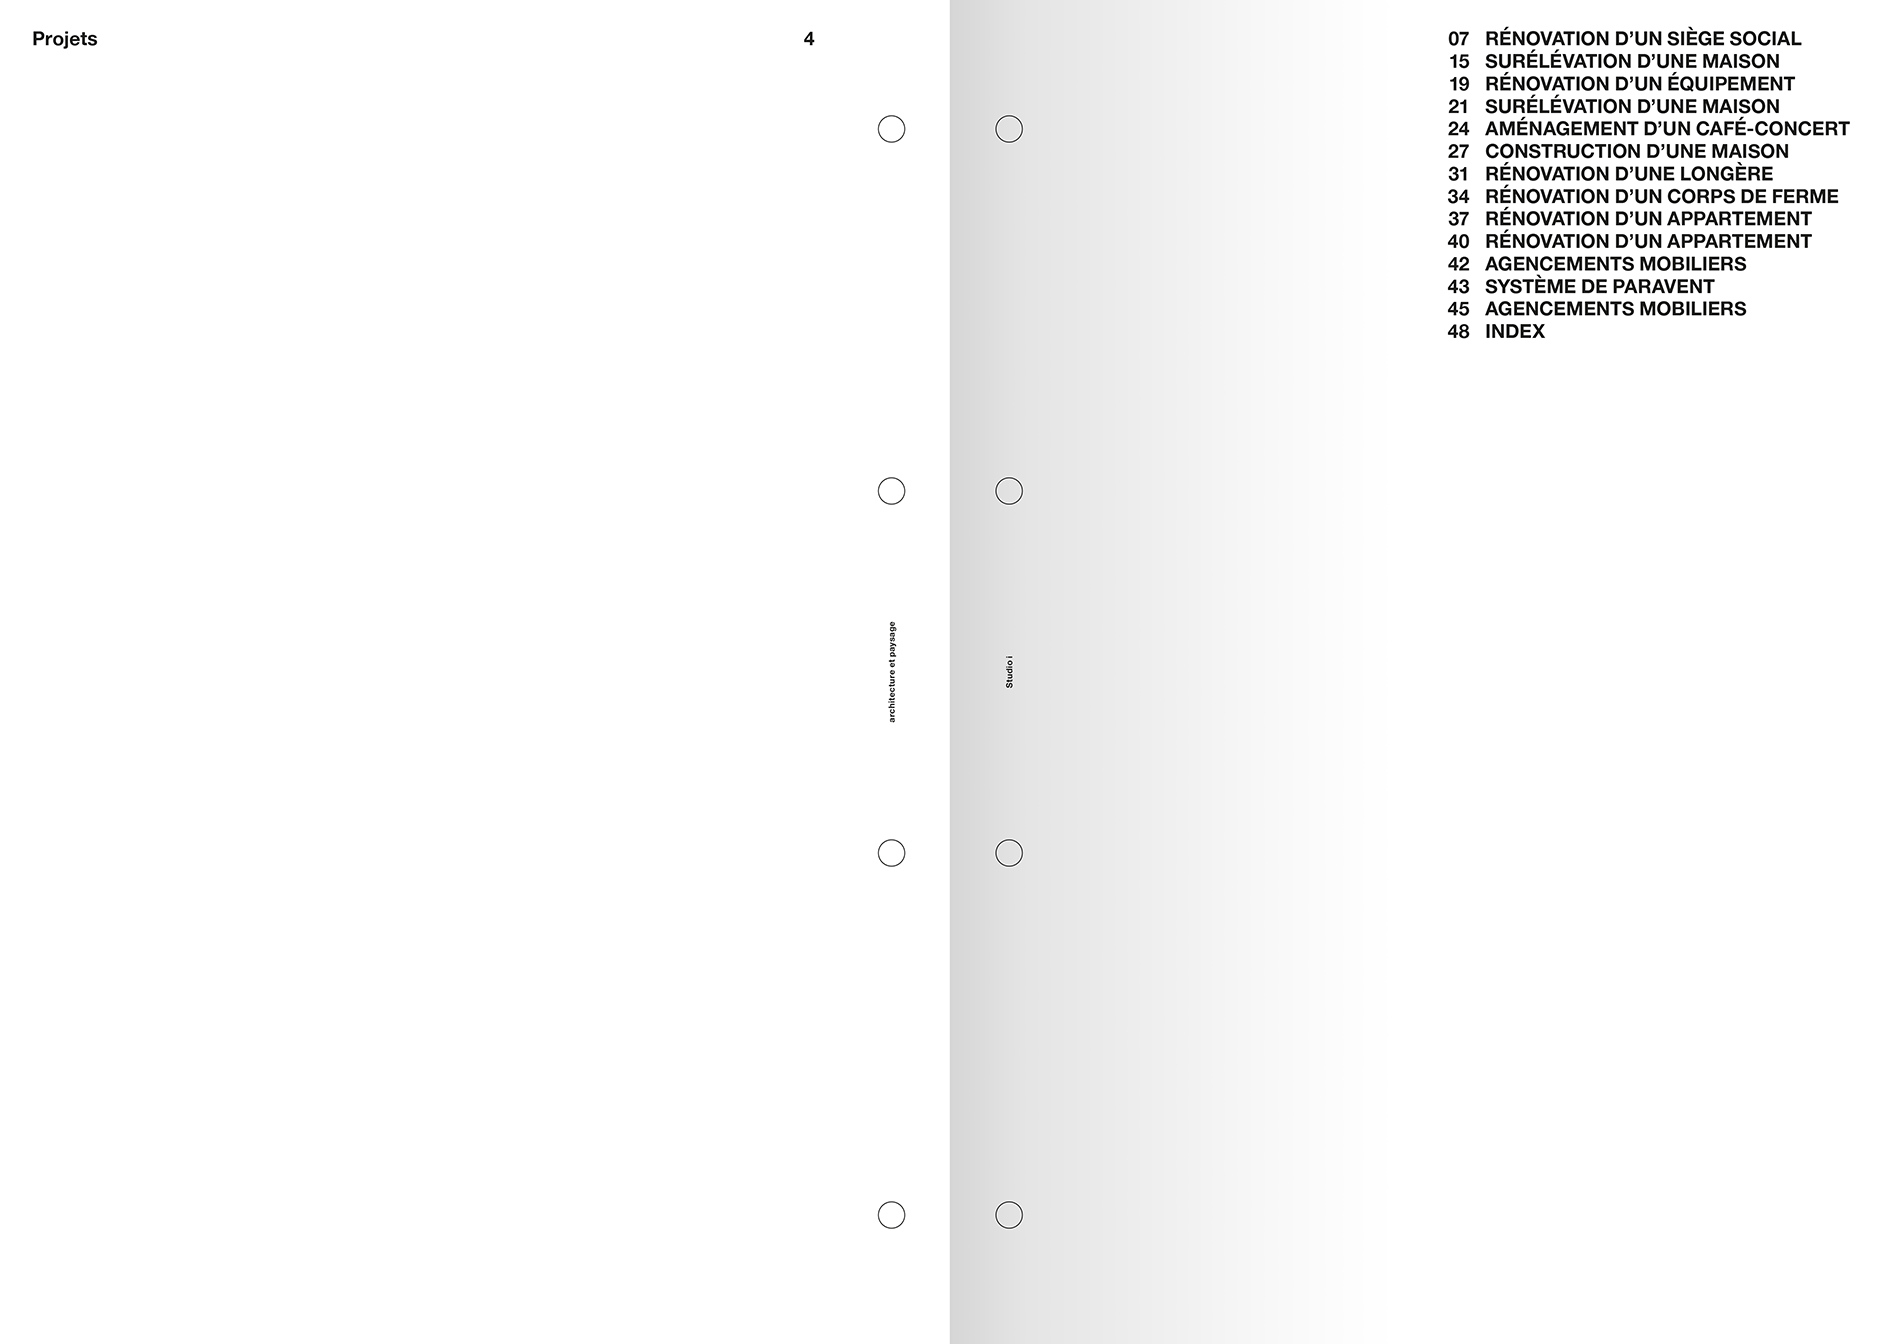 Projets
4
architecture et paysage
Studio i
07 RÉNOVATION D’UN SIÈGE SOCIAL
15 SURÉLÉVATION D’UNE MAISON
19 RÉNOVATION D’UN ÉQUIPEMENT
21 SURÉLÉVATION D’UNE MAISON
24 AMÉNAGEMENT D’UN CAFÉ-CONCERT
27 CONSTRUCTION D’UNE MAISON
31 RÉNOVATION D’UNE LONGÈRE
34 RÉNOVATION D’UN CORPS DE FERME
37 RÉNOVATION D’UN APPARTEMENT
40 RÉNOVATION D’UN APPARTEMENT
42 AGENCEMENTS MOBILIERS
43 SYSTÈME DE PARAVENT
45 AGENCEMENTS MOBILIERS
48 INDEX